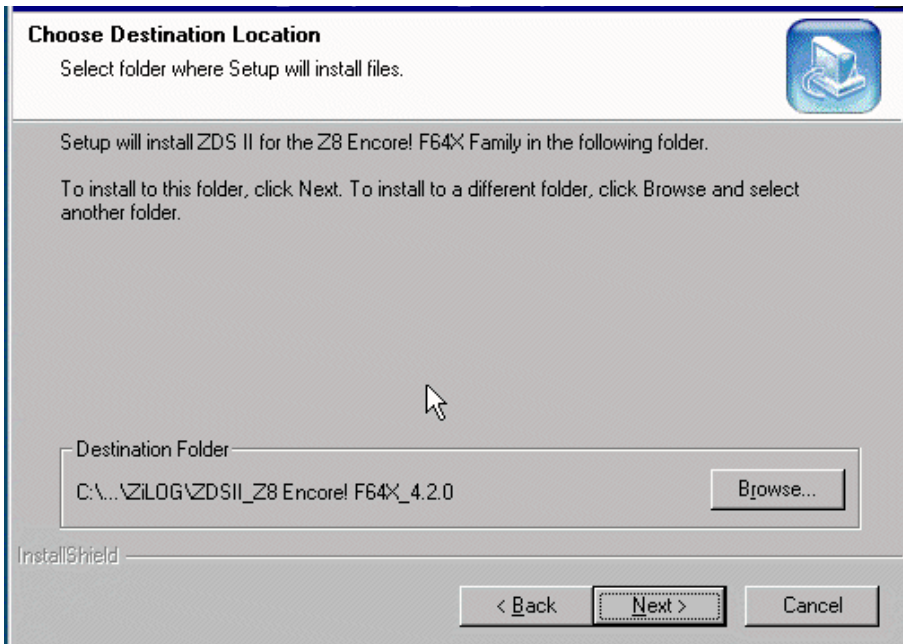 Choose Destination Location
Select folder where Setup will install files.
Setup will install ZDS II for the Z8 Encore! F64X Family in the following folder.
To install to this folder, click Next. To install to a different folder, click Browse and select
another folder.
Destination Folder
C:\...\ZiLOG\ZDSII_Z8 Encore! F64X_4.2.0
Browse...
InstallShield
< Back
Next >
Cancel